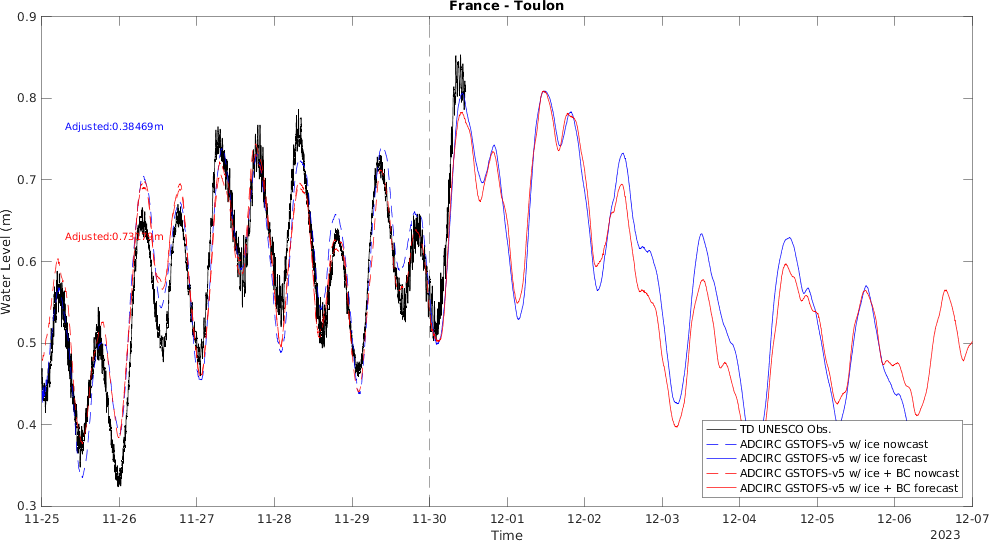 France - Toulon
Water Level (m)
0.9
0.8
0.7
0.6
0.5
0.4
0.3
Adjusted:0.38469m
TD UNESCO Obs.
ADCIRC GSTOFS-v5 w/ ice nowcast
ADCIRC GSTOFS-v5 w/ ice forecast
ADCIRC GSTOFS-v5 w/ ice + BC nowcast
ADCIRC GSTOFS-v5 w/ ice + BC forecast
11-25 11-26 11-27 11-28 11-29 11-30 12-01 12-02 12-03 12-04 12-05 12-06 12-07
Time
2023